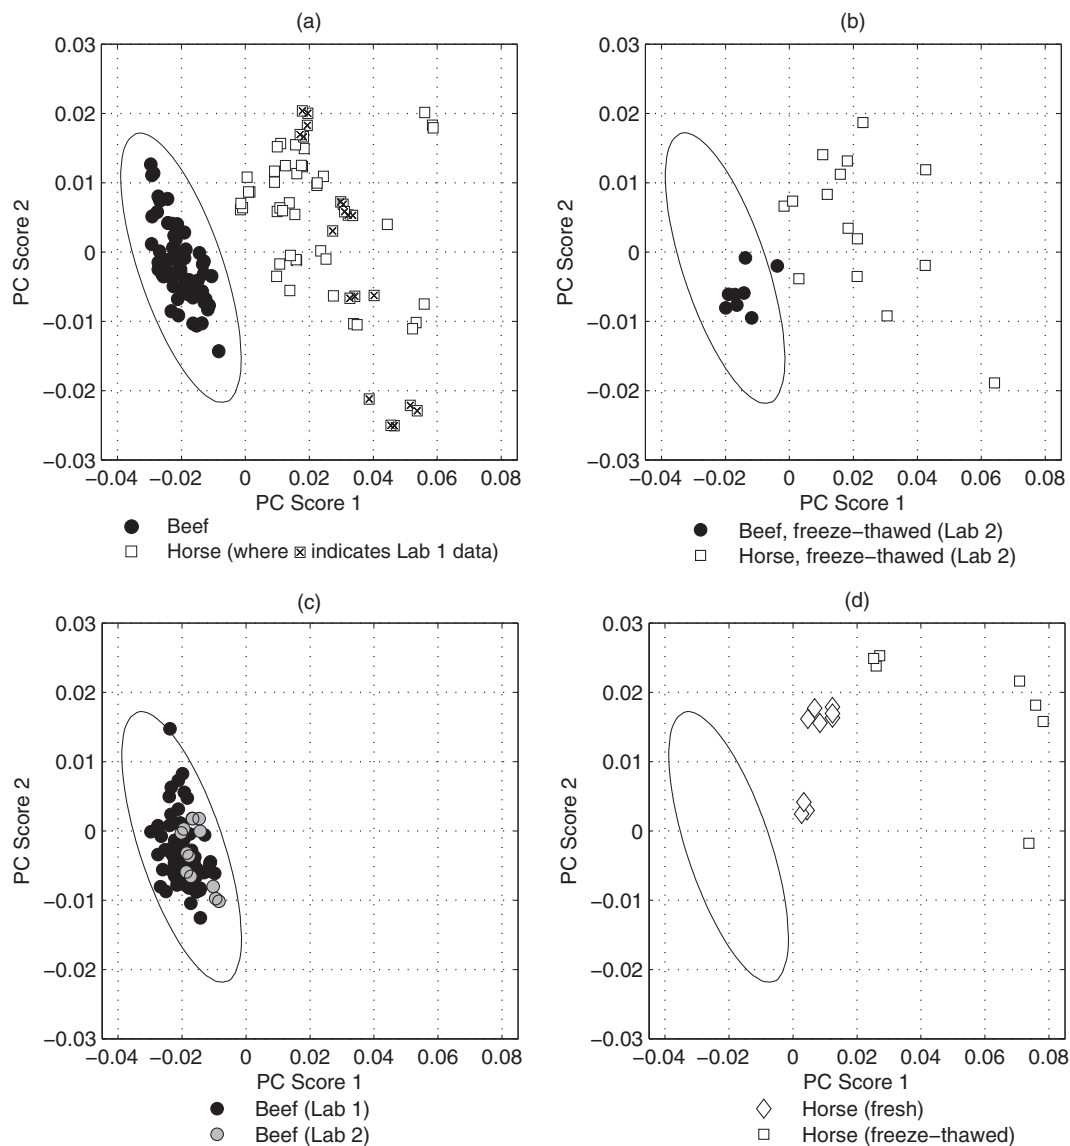 (a)
0.03
0.02
0.01
0
−0.01
−0.02
−0.03
PC Score 2
−0.04 −0.02 0 0.02 0.04 0.06 0.08
PC Score 1
Beef
Horse (where ☒ indicates Lab 1 data)
(b)
0.03
0.02
0.01
0
−0.01
−0.02
−0.03
PC Score 2
−0.04 −0.02 0 0.02 0.04 0.06 0.08
PC Score 1
Beef, freeze−thawed (Lab 2)
Horse, freeze−thawed (Lab 2)
(c)
0.03
0.02
0.01
0
−0.01
−0.02
−0.03
PC Score 2
−0.04 −0.02 0 0.02 0.04 0.06 0.08
PC Score 1
Beef (Lab 1)
Beef (Lab 2)
(d)
0.03
0.02
0.01
0
−0.01
−0.02
−0.03
PC Score 2
−0.04 −0.02 0 0.02 0.04 0.06 0.08
PC Score 1
Horse (fresh)
Horse (freeze−thawed)